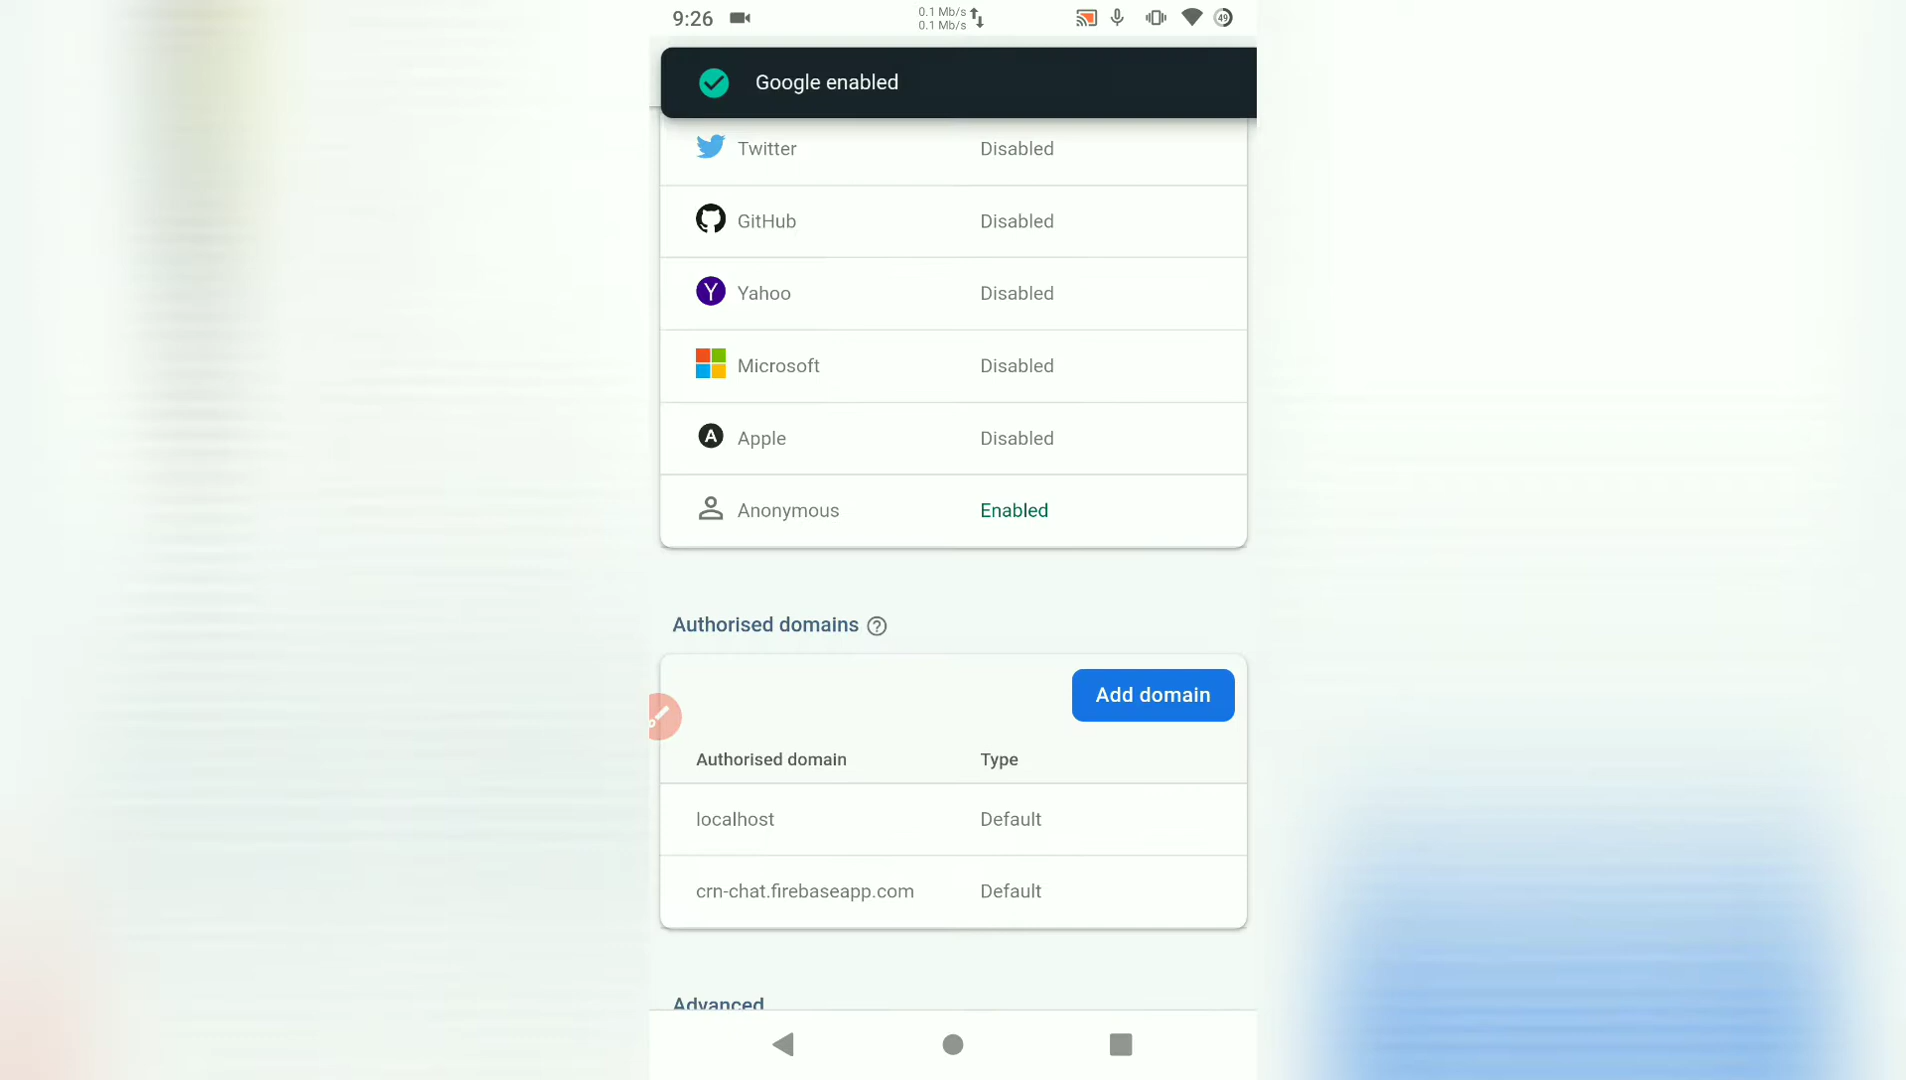 9:26
0.1 Mb/s
0.1 Mb/s
49
Google enabled
Twitter Disabled
GitHub Disabled
Yahoo Disabled
Microsoft Disabled
Apple Disabled
Anonymous Enabled
Authorised domains
Add domain
Authorised domain Type
localhost Default
crn-chat.firebaseapp.com Default
Advanced